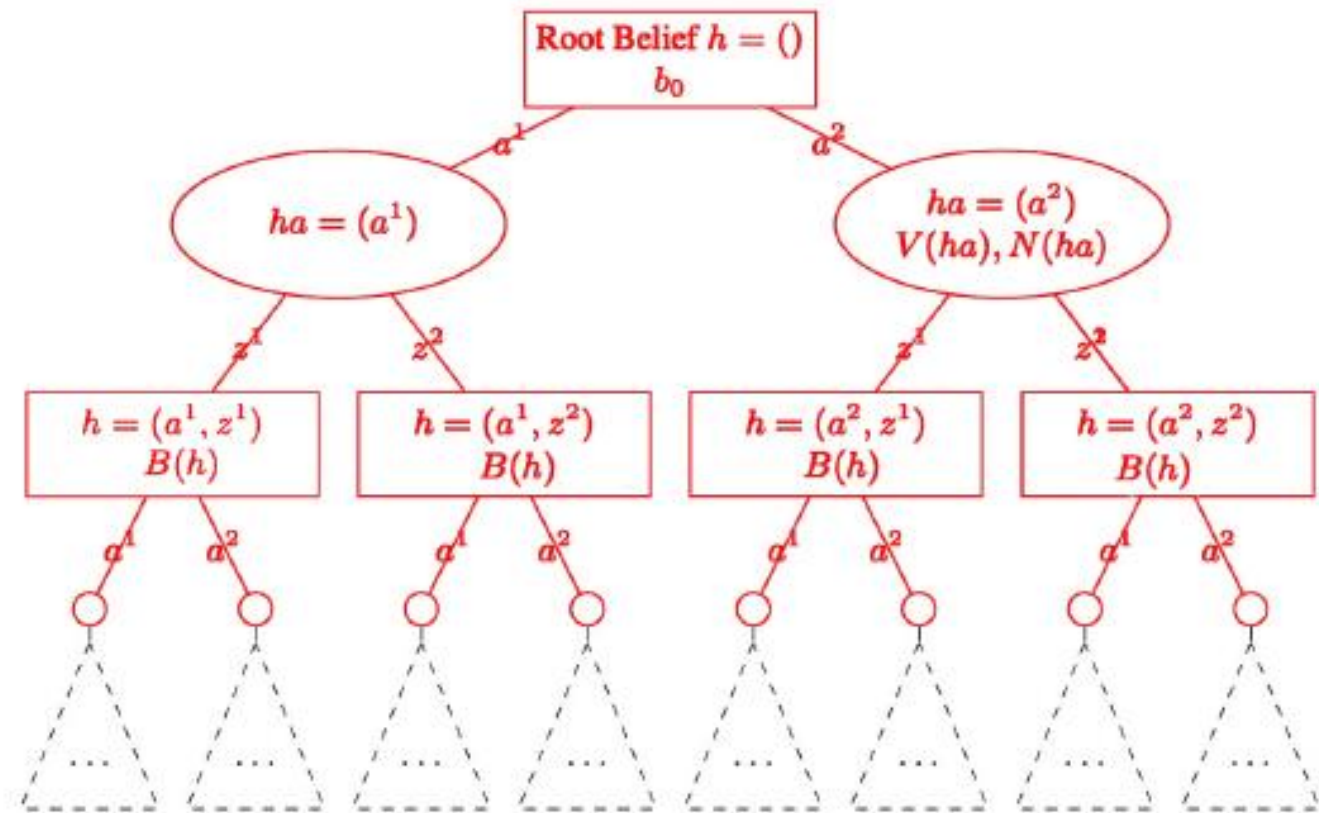 Root Belief h = ()
b₀
a¹ a²
ha = (a¹)
ha = (a²)
V(ha), N(ha)
z¹ z² z¹ z²
h = (a¹, z¹)
B(h)
h = (a¹, z²)
B(h)
h = (a², z¹)
B(h)
h = (a², z²)
B(h)
a¹ a² a¹ a² a¹ a² a¹ a²
... ... ... ... ... ... ... ...